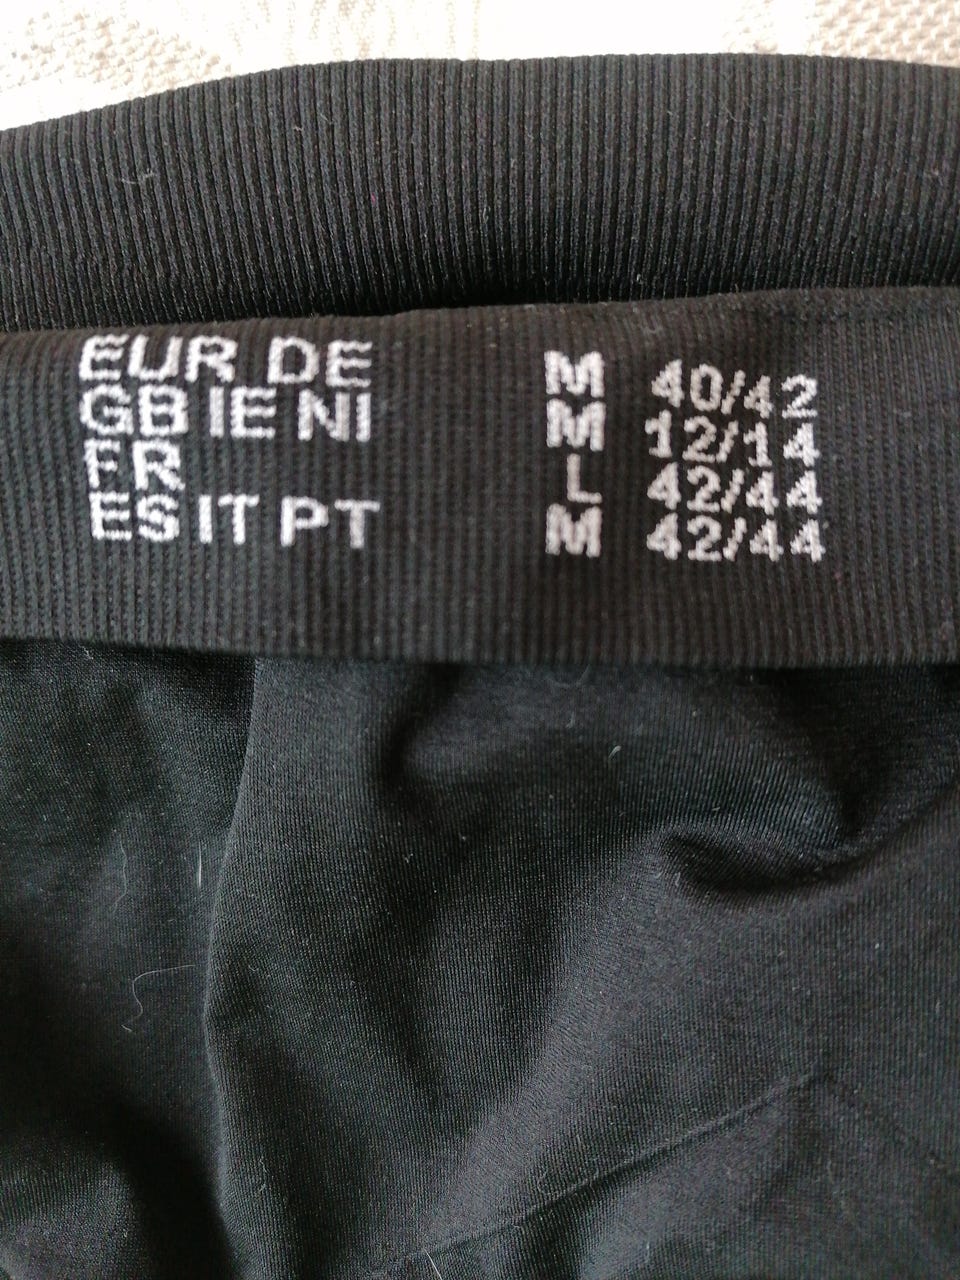 EUR DE M 40/42
GB IE NI M 12/14
FR L 42/44
ES IT PT M 42/44